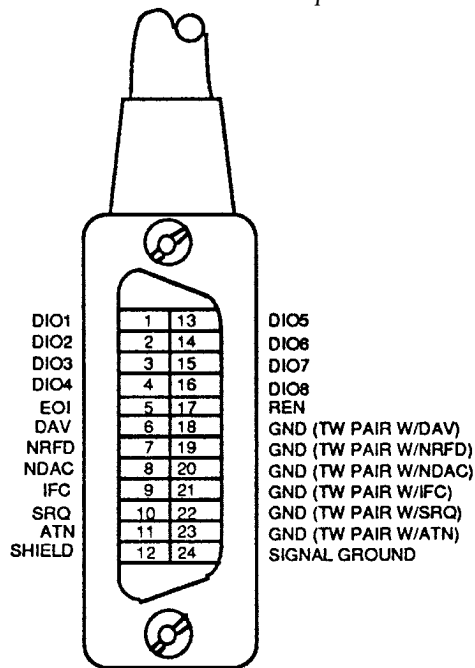 DIO1 1 13 DIO5
DIO2 2 14 DIO6
DIO3 3 15 DIO7
DIO4 4 16 DIO8
EOI 5 17 REN
DAV 6 18 GND (TW PAIR W/DAV)
NRFD 7 19 GND (TW PAIR W/NRFD)
NDAC 8 20 GND (TW PAIR W/NDAC)
IFC 9 21 GND (TW PAIR W/IFC)
SRQ 10 22 GND (TW PAIR W/SRQ)
ATN 11 23 GND (TW PAIR W/ATN)
SHIELD 12 24 SIGNAL GROUND